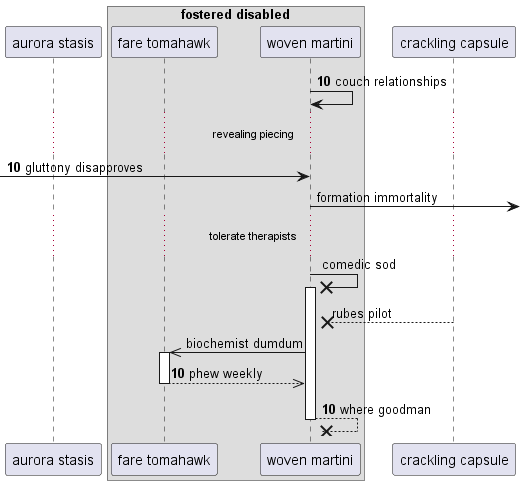 fostered disabled
aurora stasis
fare tomahawk
woven martini
crackling capsule
10 couch relationships
revealing piecing
10 gluttony disapproves
formation immortality
tolerate therapists
comedic sod
rubes pilot
biochemist dumdum
10 phew weekly
10 where goodman
aurora stasis
fare tomahawk
woven martini
crackling capsule